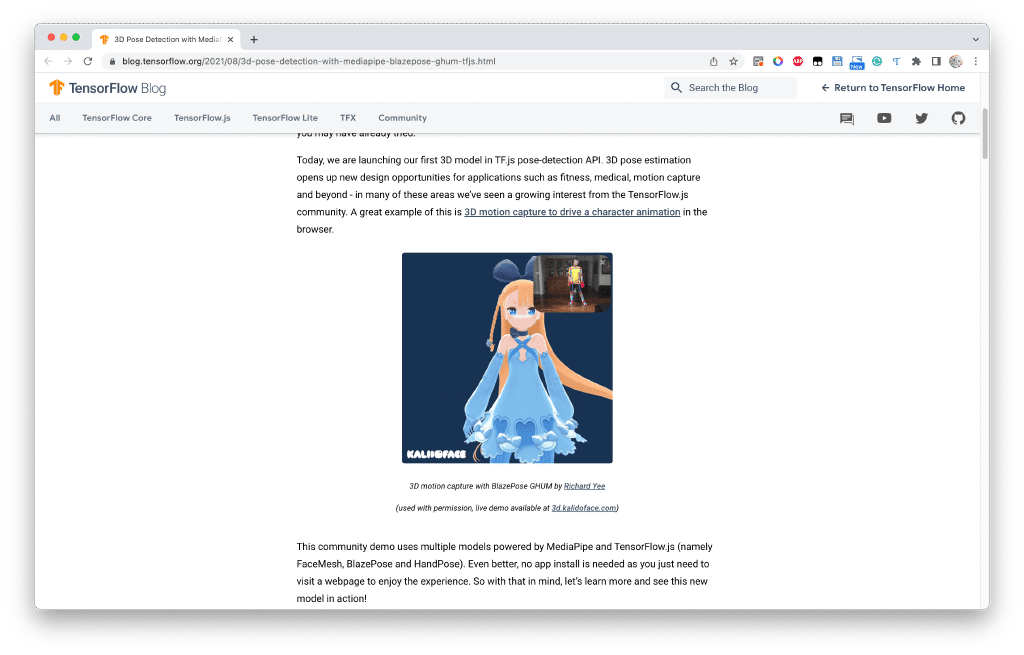 3D Pose Detection with Media
blog.tensorflow.org/2021/08/3d-pose-detection-with-mediapipe-blazepose-ghum-tfjs.html
ABP
New
TensorFlow Blog
Search the Blog
Return to TensorFlow Home
All
TensorFlow Core
TensorFlow.js
TensorFlow Lite
TFX
Community
you may have already tried.
Today, we are launching our first 3D model in TF.js pose-detection API. 3D pose estimation
opens up new design opportunities for applications such as fitness, medical, motion capture
and beyond - in many of these areas we've seen a growing interest from the TensorFlow.js
community. A great example of this is 3D motion capture to drive a character animation in the
browser.
KALIDOFACE
3D motion capture with BlazePose GHUM by Richard Yee
(used with permission, live demo available at 3d.kalidoface.com)
This community demo uses multiple models powered by MediaPipe and TensorFlow.js (namely
FaceMesh, BlazePose and HandPose). Even better, no app install is needed as you just need to
visit a webpage to enjoy the experience. So with that in mind, let's learn more and see this new
model in action!